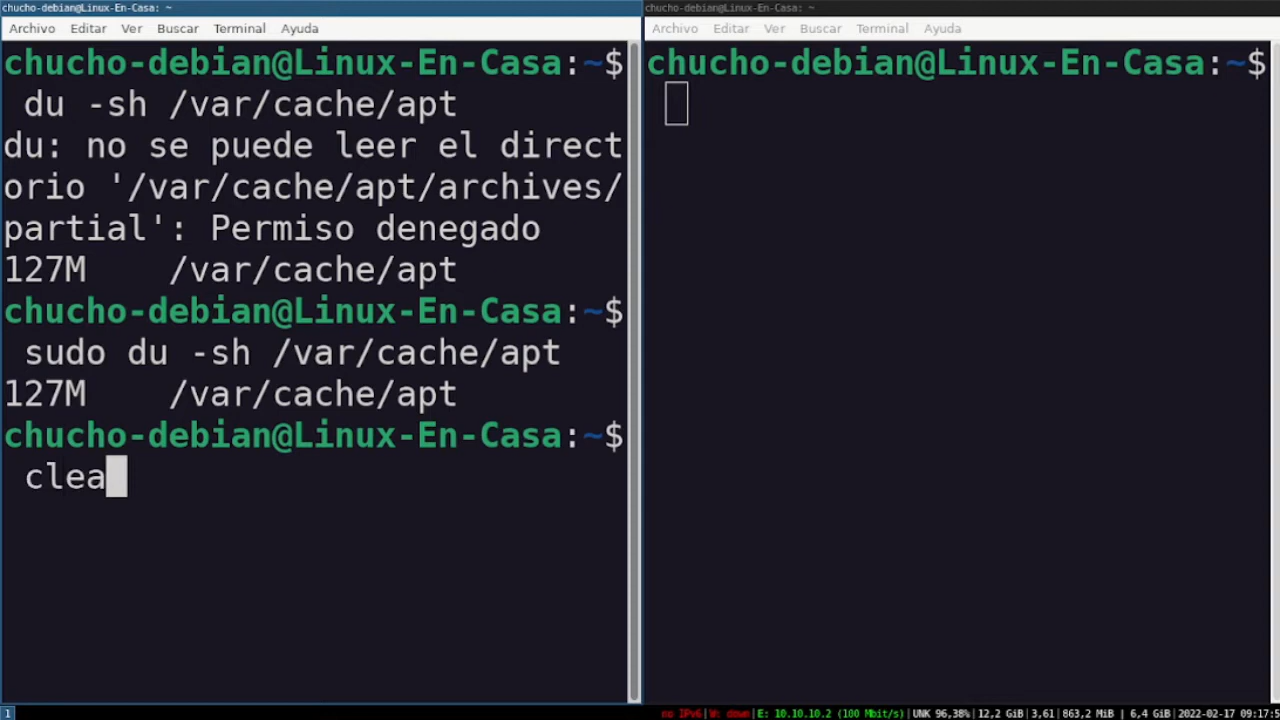 chucho-debian@Linux-En-Casa: ~
Archivo Editar Ver Buscar Terminal Ayuda
chucho-debian@Linux-En-Casa:~$
du -sh /var/cache/apt
du: no se puede leer el direct
orio '/var/cache/apt/archives/
partial': Permiso denegado
127M /var/cache/apt
chucho-debian@Linux-En-Casa:~$
sudo du -sh /var/cache/apt
127M /var/cache/apt
chucho-debian@Linux-En-Casa:~$
clea
chucho-debian@Linux-En-Casa: ~
Archivo Editar Ver Buscar Terminal Ayuda
chucho-debian@Linux-En-Casa:~$
1
no IPv6|W: down|E: 10.10.10.2 (100 Mbit/s)|UNK 96,38%|12,2 GiB|3,61|863,2 MiB | 6,4 GiB|2022-02-17 09:17:5